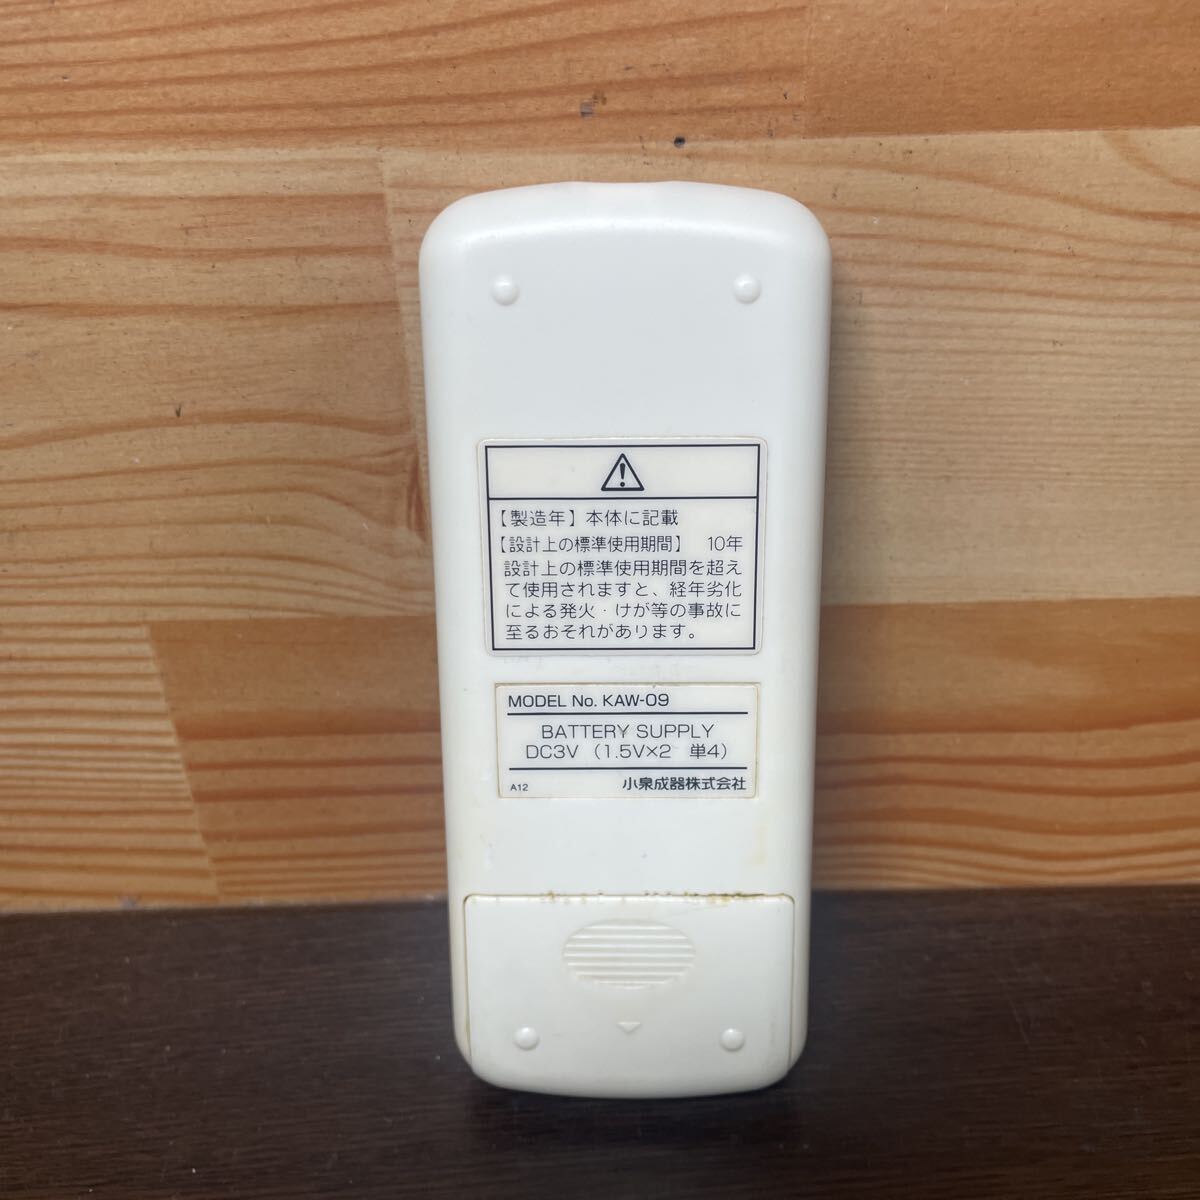 【製造年】本体に記載
【設計上の標準使用期間】 10年
設計上の標準使用期間を超え
て使用されますと、経年劣化
による発火・けが等の事故に
至るおそれがあります。
MODEL No. KAW-09
BATTERY SUPPLY
DC3V （1.5V×2 単4）
A12 小泉成器株式会社